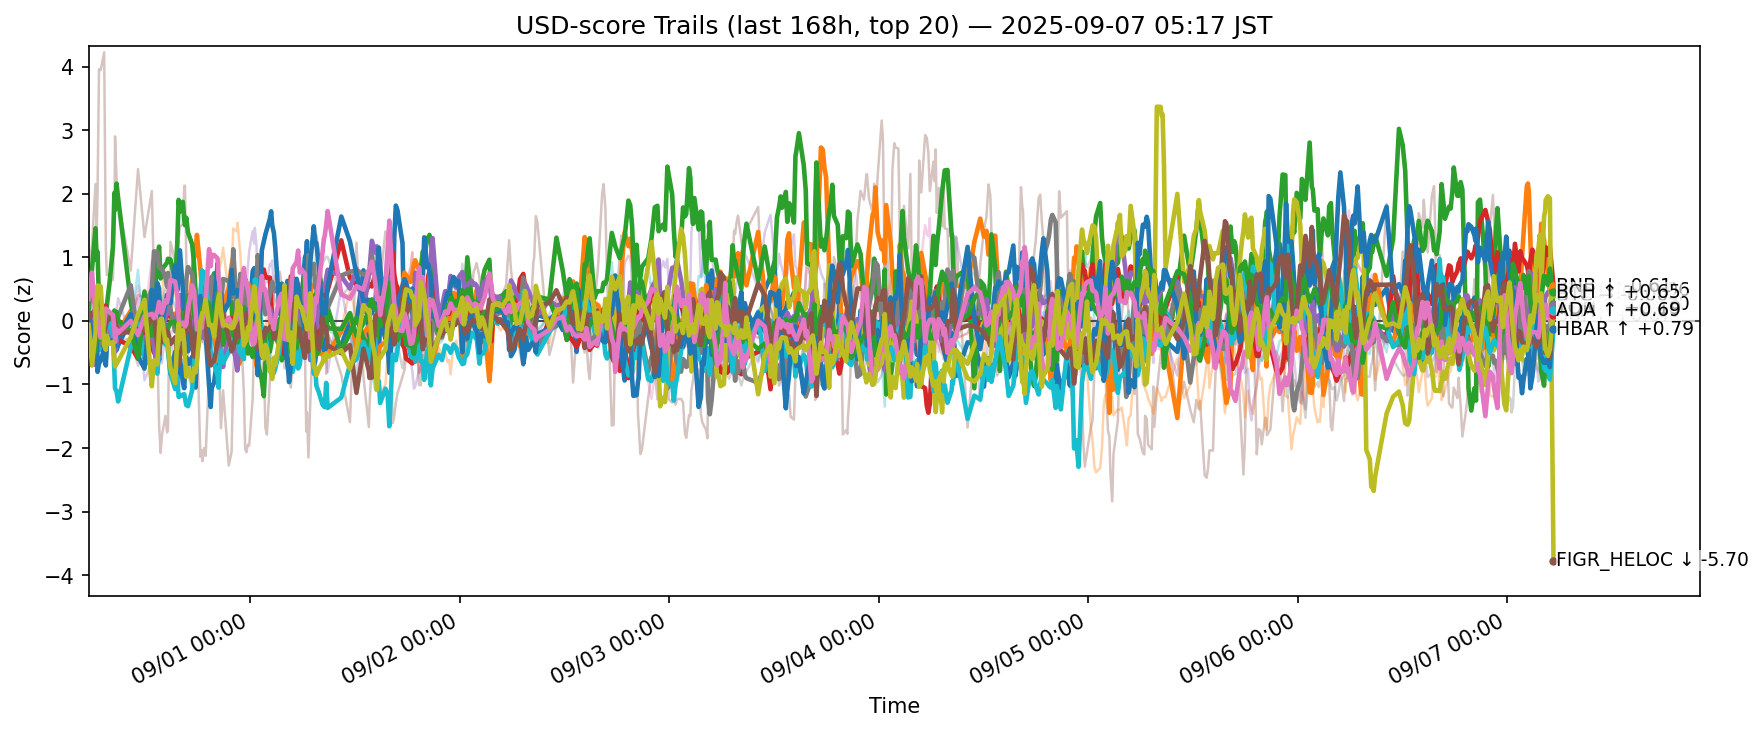 USD-score Trails (last 168h, top 20) — 2025-09-07 05:17 JST
Score (z)
4
3
2
1
0
−1
−2
−3
−4
BNB ↑
BCH ↑ +0.65
ADA ↑ +0.69
HBAR ↑ +0.79
FIGR_HELOC ↓ -5.70
09/01 00:00
09/02 00:00
09/03 00:00
09/04 00:00
09/05 00:00
09/06 00:00
09/07 00:00
Time